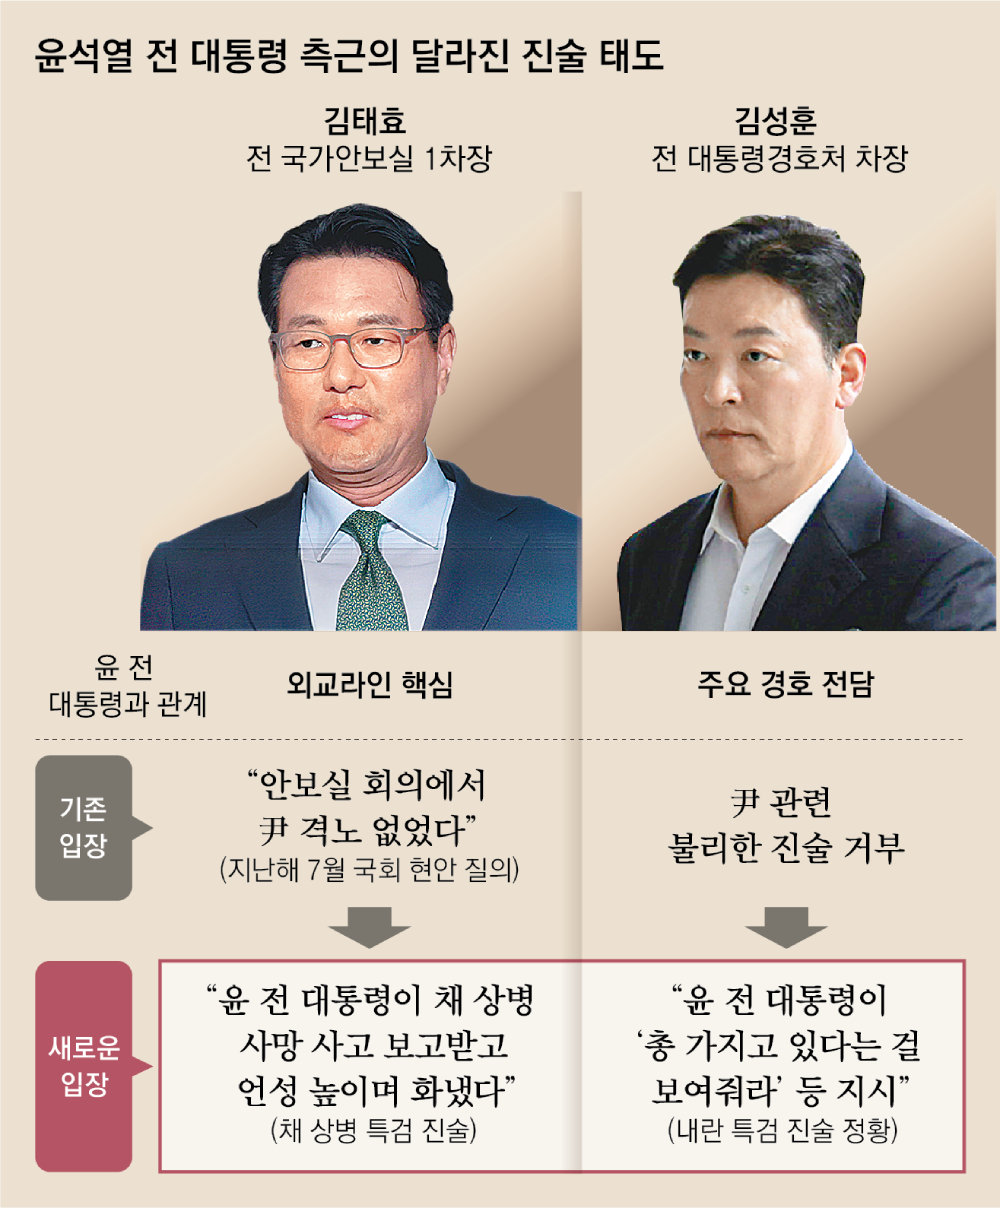 윤석열 전 대통령 측근의 달라진 진술 태도
김태효
전 국가안보실 1차장
김성훈
전 대통령경호처 차장
윤 전
대통령과 관계
외교라인 핵심
주요 경호 전담
기존
입장
“안보실 회의에서
尹 격노 없었다”
(지난해 7월 국회 현안 질의)
尹 관련
불리한 진술 거부
새로운
입장
“윤 전 대통령이 채 상병
사망 사고 보고받고
언성 높이며 화냈다”
(채 상병 특검 진술)
“윤 전 대통령이
‘총 가지고 있다는 걸
보여줘라’ 등 지시”
(내란 특검 진술 정황)